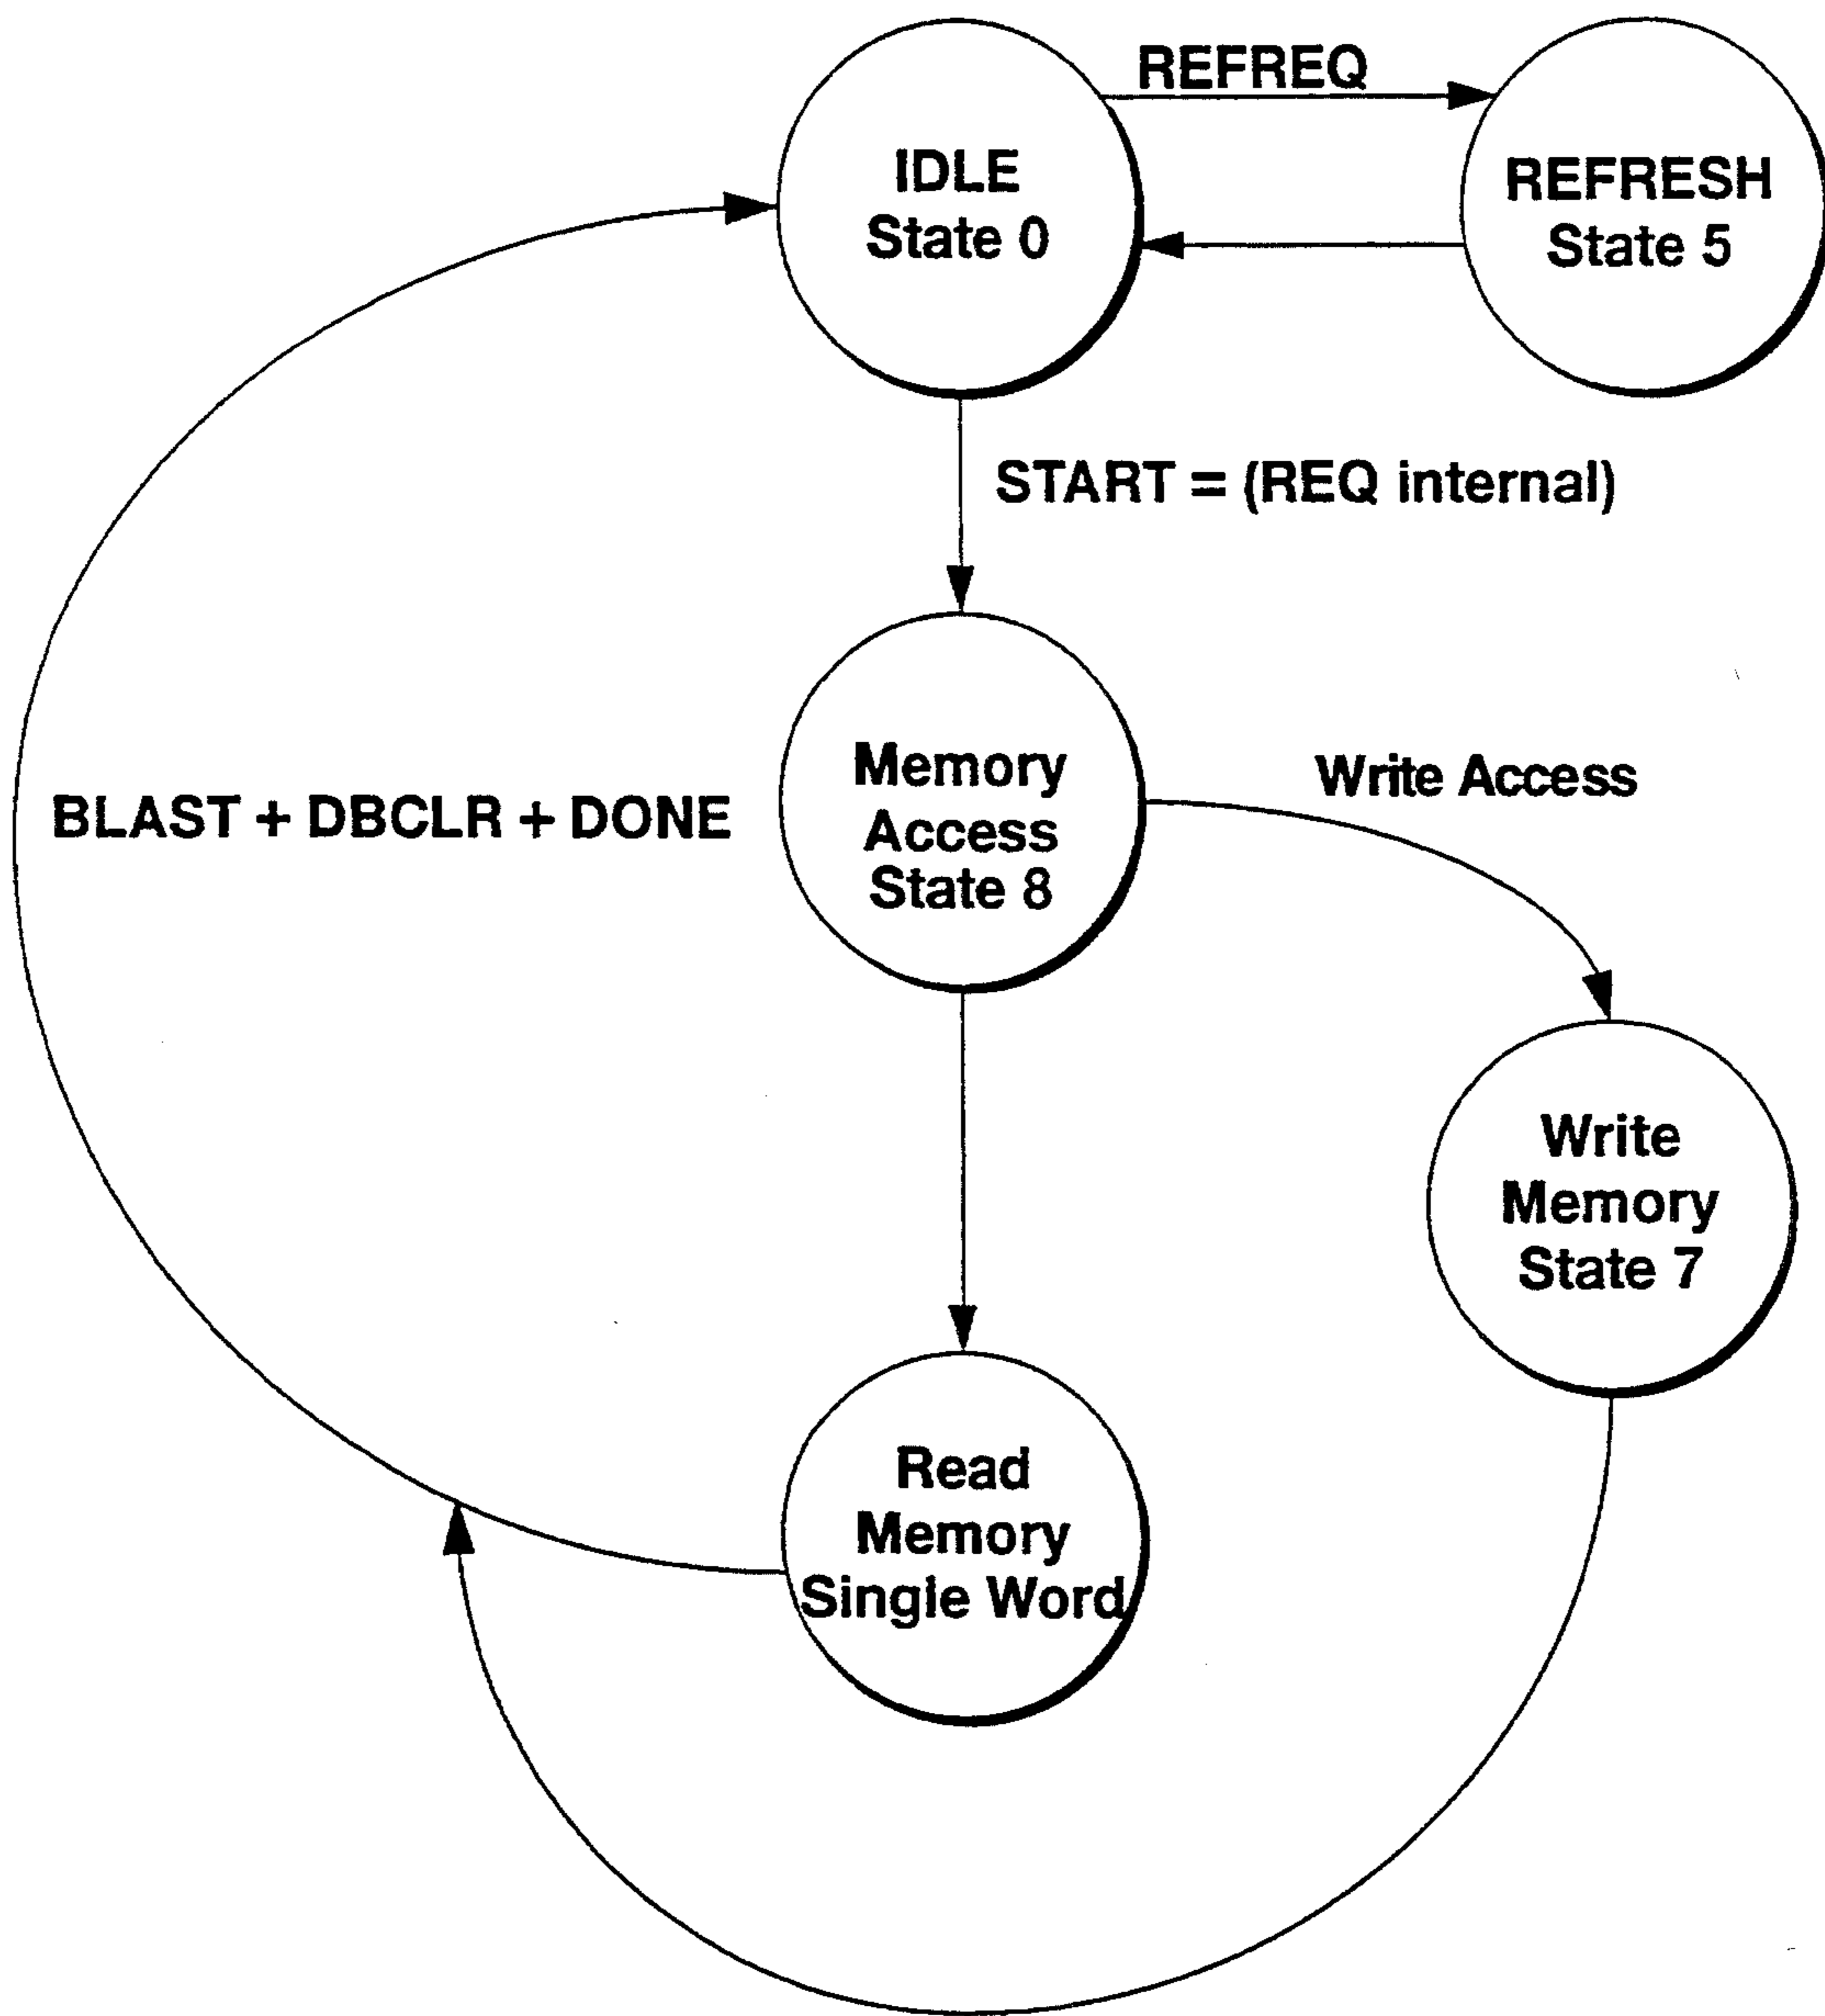 REFREQ
IDLE
State 0
REFRESH
State 5
START = (REQ internal)
Memory
Access
State 8
Write Access
BLAST + DBCLR + DONE
Write
Memory
State 7
Read
Memory
Single Word